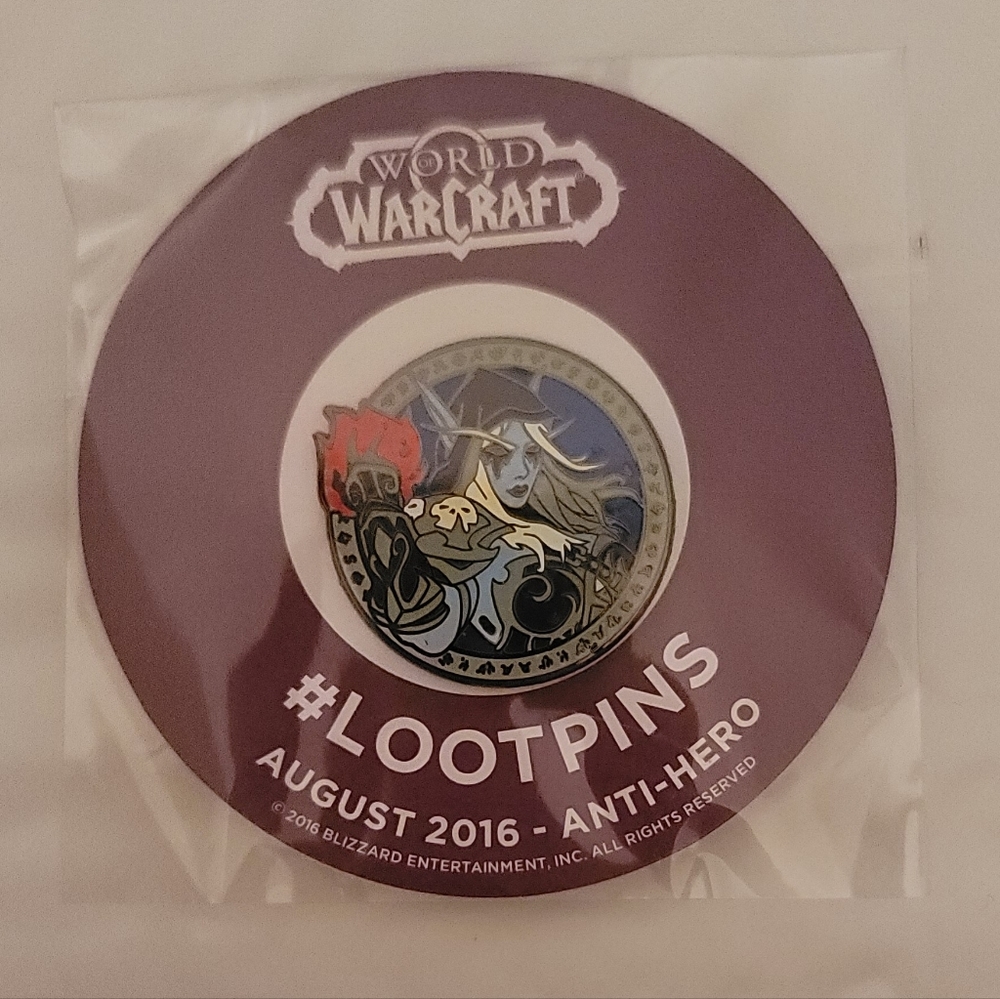 WORLD
OF
WARCRAFT
#LOOTPINS
AUGUST 2016 - ANTI-HERO
© 2016 BLIZZARD ENTERTAINMENT, INC. ALL RIGHTS RESERVED